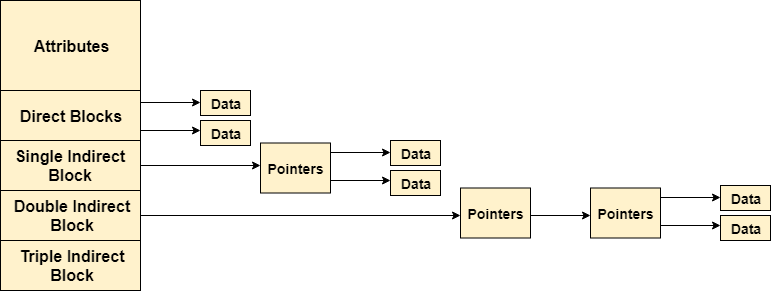 Attributes
Direct Blocks
Data
Data
Single Indirect
Block
Pointers
Data
Data
Double Indirect
Block
Pointers
Pointers
Data
Data
Triple Indirect
Block